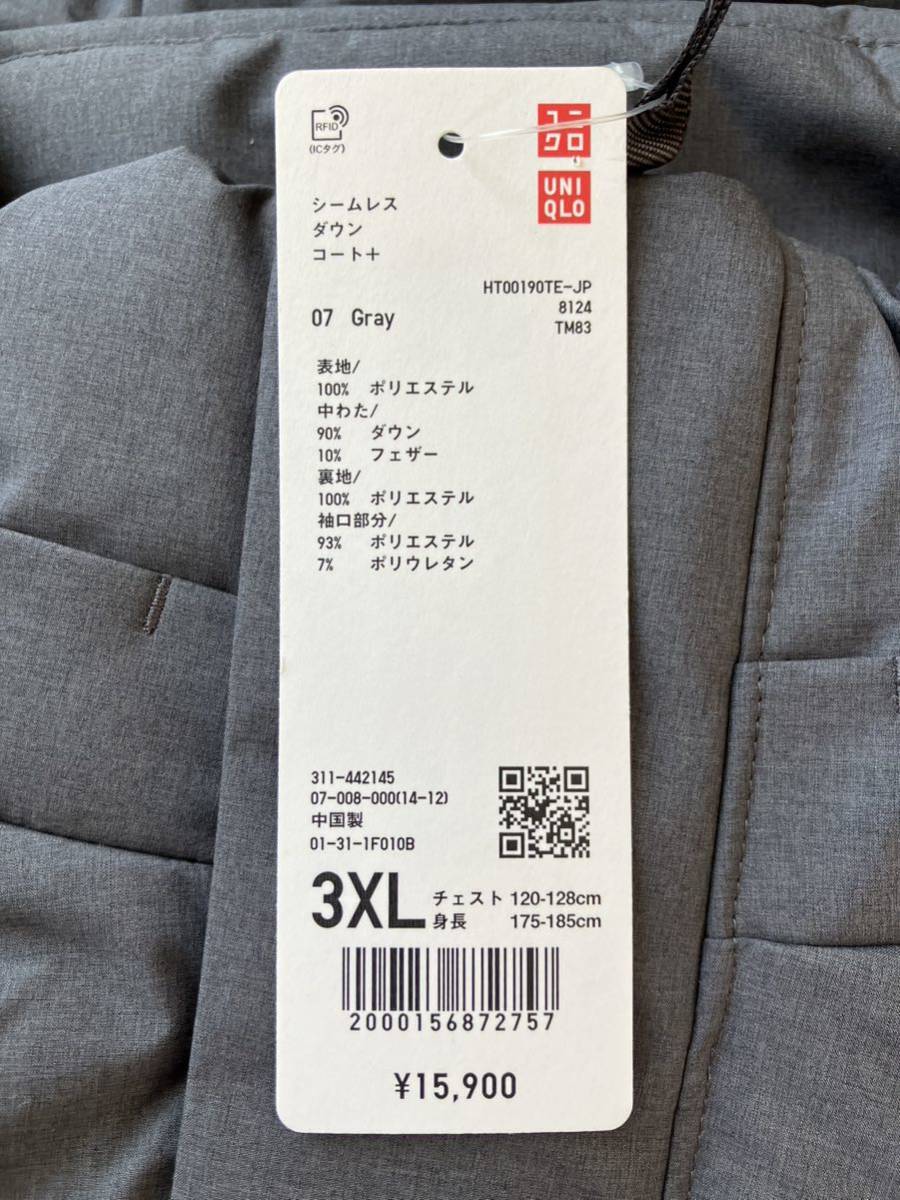 RFID
(ICタグ)
ユニ
クロ
UNI
QLO
シームレス
ダウン
コート＋
HT00190TE-JP
8124
TM83
07 Gray
表地/
100% ポリエステル
中わた/
90% ダウン
10% フェザー
裏地/
100% ポリエステル
袖口部分/
93% ポリエステル
7% ポリウレタン
311-442145
07-008-000(14-12)
中国製
01-31-1F010B
3XL
チェスト 120-128cm
身長 175-185cm
2000156872757
¥15,900